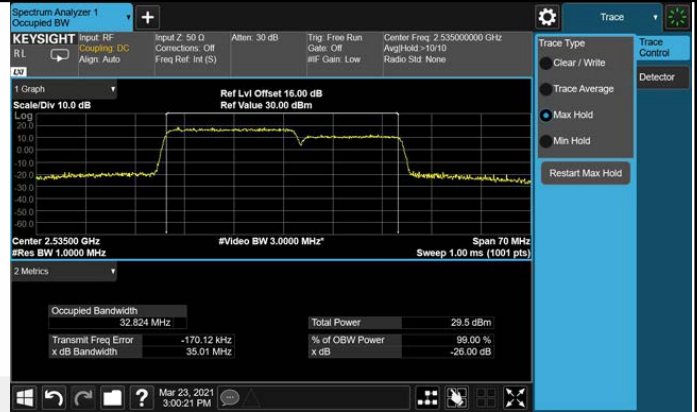 Spectrum Analyzer 1
Occupied BW
Trace
KEYSIGHT
RL
LXI
Input: RF
Coupling: DC
Align: Auto
Input Z: 50 Ω
Corrections: Off
Freq Ref: Int (S)
Atten: 30 dB
Trig: Free Run
Gate: Off
#IF Gain: Low
Center Freq: 2.535000000 GHz
Avg|Hold >10/10
Radio Std: None
Trace Type
Clear / Write
Trace Average
Max Hold
Min Hold
Restart Max Hold
Trace
Control
Detector
1 Graph
Scale/Div 10.0 dB
Ref Lvl Offset 16.00 dB
Ref Value 30.00 dBm
Log
20.0
10.0
0.00
-10.0
-20.0
-30.0
-40.0
-50.0
-60.0
Center 2.53500 GHz
#Res BW 1.0000 MHz
#Video BW 3.0000 MHz*
Span 70 MHz
Sweep 1.00 ms (1001 pts)
2 Metrics
Occupied Bandwidth
32.824 MHz
Total Power 29.5 dBm
Transmit Freq Error -170.12 kHz
% of OBW Power 99.00 %
x dB Bandwidth 35.01 MHz
x dB -26.00 dB
?
Mar 23, 2021
3:00:21 PM